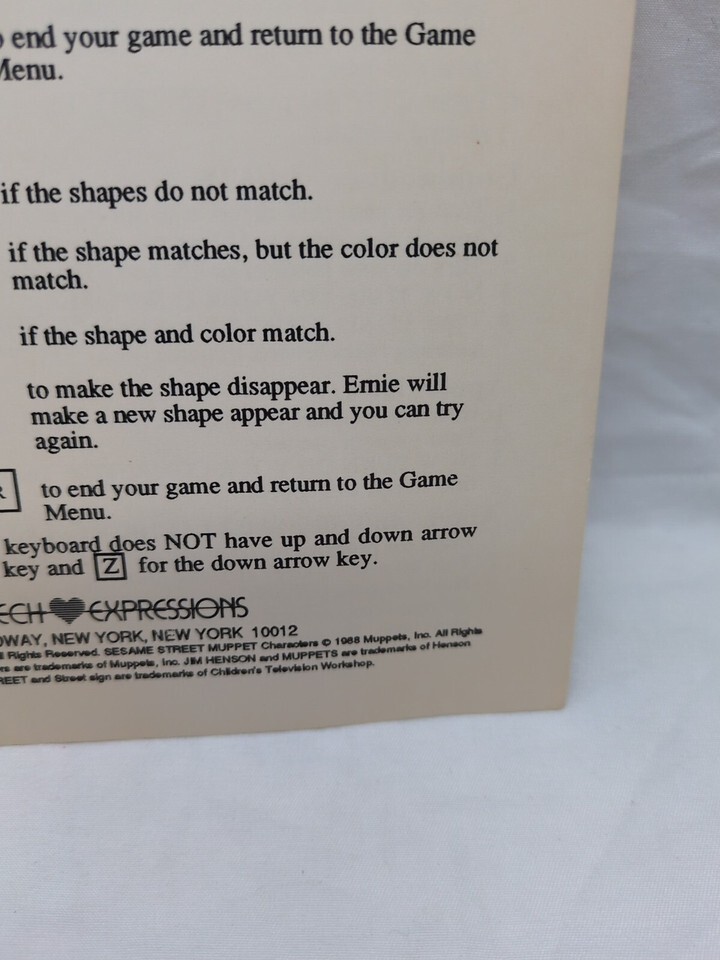 end your game and return to the Game
Menu.
if the shapes do not match.
if the shape matches, but the color does not
match.
if the shape and color match.
to make the shape disappear. Ernie will
make a new shape appear and you can try
again.
R to end your game and return to the Game
Menu.
keyboard does NOT have up and down arrow
key and Z for the down arrow key.
ECH EXPRESSIONS
DWAY, NEW YORK, NEW YORK 10012
Rights Reserved. SESAME STREET MUPPET Characters © 1988 Muppets, Inc. All Rights
rs are trademarks of Muppets, Inc. JIM HENSON and MUPPETS are trademarks of Henson
REET and Street sign are trademarks of Children's Television Workshop.